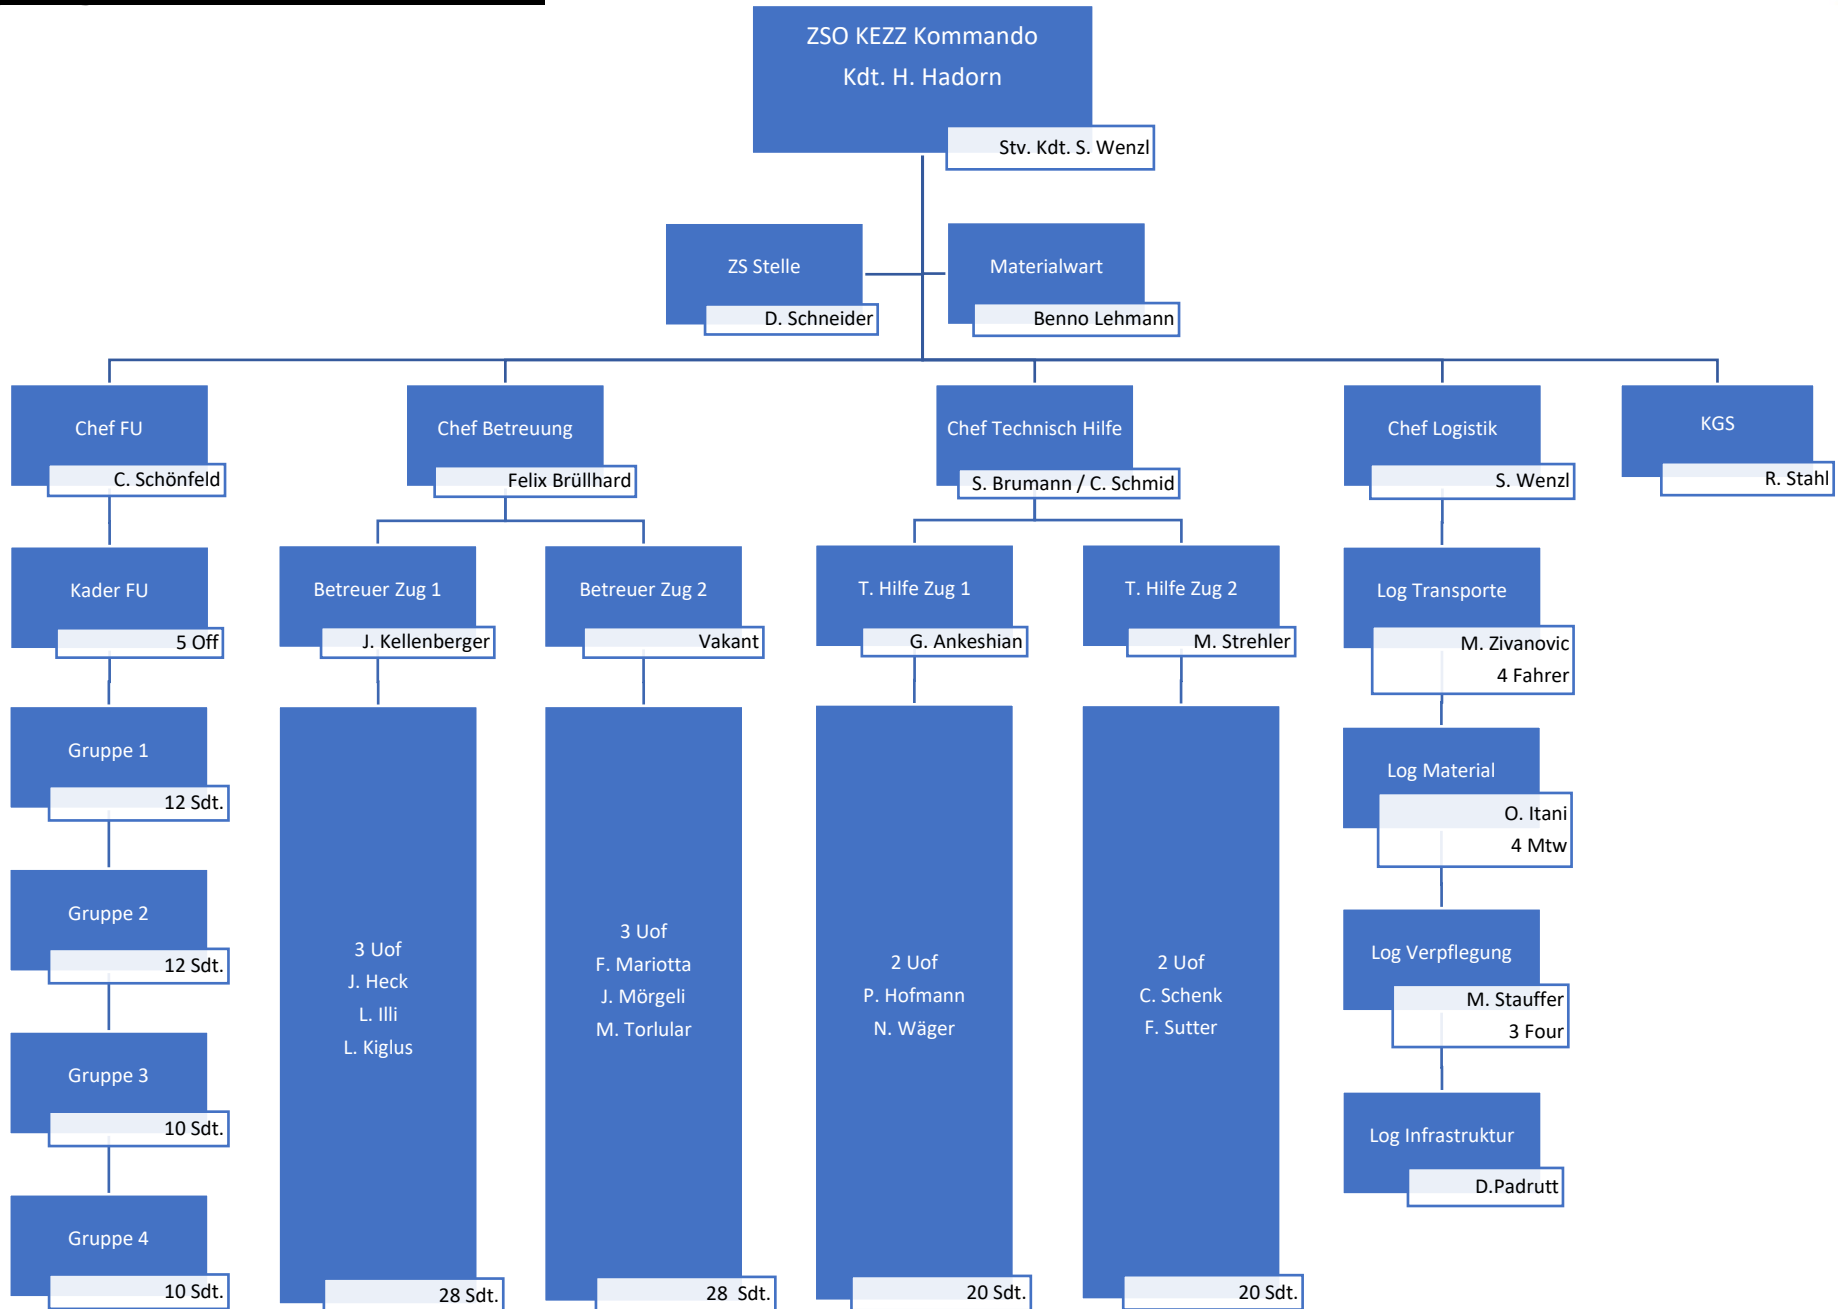 ZSO KEZZ Kommando
Kdt. H. Hadorn
Stv. Kdt. S. Wenzl
ZS Stelle
D. Schneider
Materialwart
Benno Lehmann
Chef FU
C. Schönfeld
Chef Betreuung
Felix Brüllhard
Chef Technisch Hilfe
S. Brumann / C. Schmid
Chef Logistik
S. Wenzl
KGS
R. Stahl
Kader FU
5 Off
Betreuer Zug 1
J. Kellenberger
Betreuer Zug 2
Vakant
T. Hilfe Zug 1
G. Ankeshian
T. Hilfe Zug 2
M. Strehler
Log Transporte
M. Zivanovic
4 Fahrer
Gruppe 1
12 Sdt.
Gruppe 2
12 Sdt.
Gruppe 3
10 Sdt.
Gruppe 4
10 Sdt.
3 Uof
J. Heck
L. Illi
L. Kiglus
28 Sdt.
3 Uof
F. Mariotta
J. Mörgeli
M. Torlular
28 Sdt.
2 Uof
P. Hofmann
N. Wäger
20 Sdt.
2 Uof
C. Schenk
F. Sutter
20 Sdt.
Log Material
O. Itani
4 Mtw
Log Verpflegung
M. Stauffer
3 Four
Log Infrastruktur
D.Padrutt